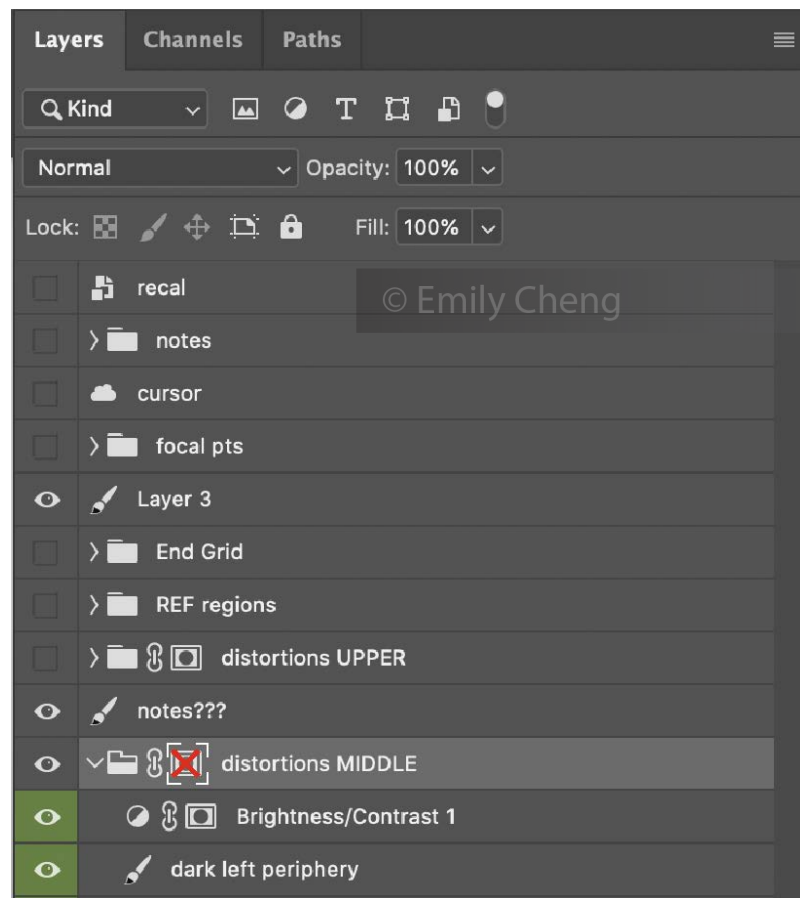 Layers Channels Paths
Kind
Normal Opacity: 100%
Lock: Fill: 100%
recal
© Emily Cheng
notes
cursor
focal pts
Layer 3
End Grid
REF regions
distortions UPPER
notes???
distortions MIDDLE
Brightness/Contrast 1
dark left periphery